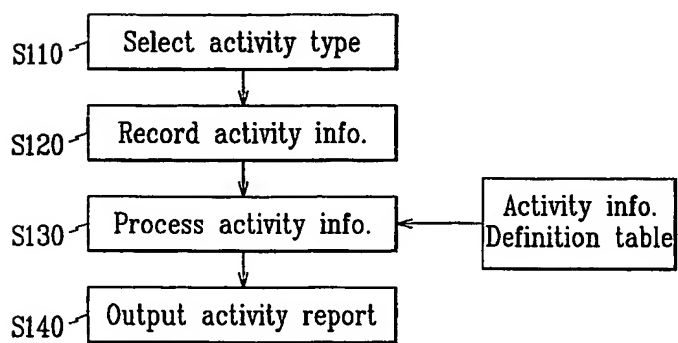 S110 Select activity type
S120 Record activity info.
S130 Process activity info.
Activity info.
Definition table
S140 Output activity report